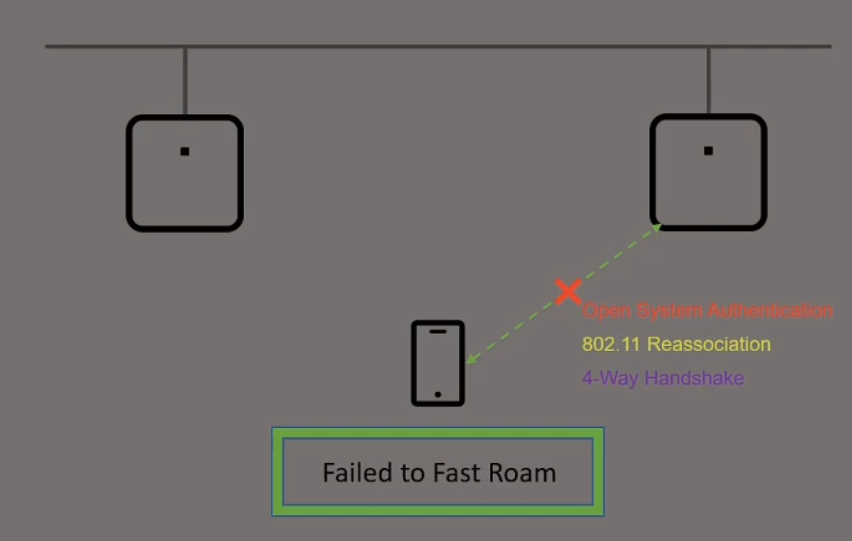 Open System Authentication
802.11 Reassociation
4-Way Handshake
Failed to Fast Roam